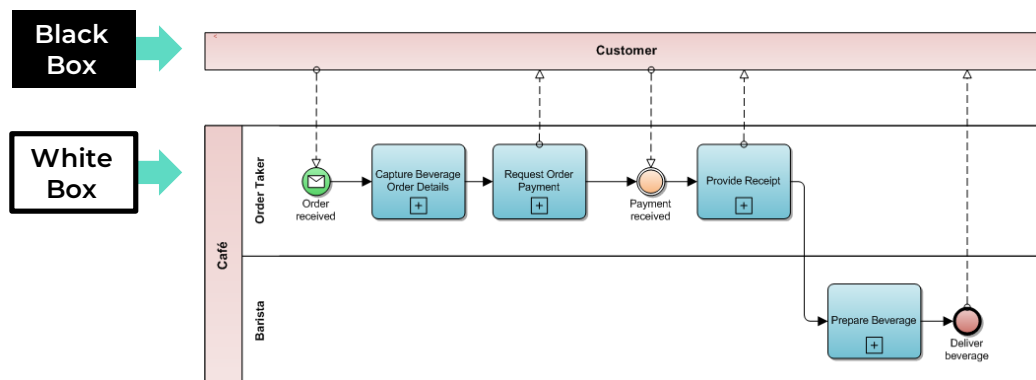 Black
Box
Customer
White
Box
Café
Order Taker
Order
received
Capture Beverage
Order Details
Request Order
Payment
Payment
received
Provide Receipt
Barista
Prepare Beverage
Deliver
beverage